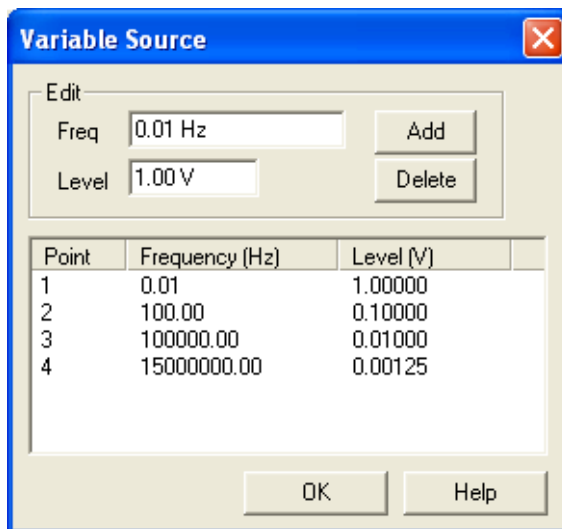 Variable Source
Edit
Freq 0.01 Hz Add
Level 1.00 V Delete
Point Frequency (Hz) Level (V)
1 0.01 1.00000
2 100.00 0.10000
3 100000.00 0.01000
4 15000000.00 0.00125
OK Help